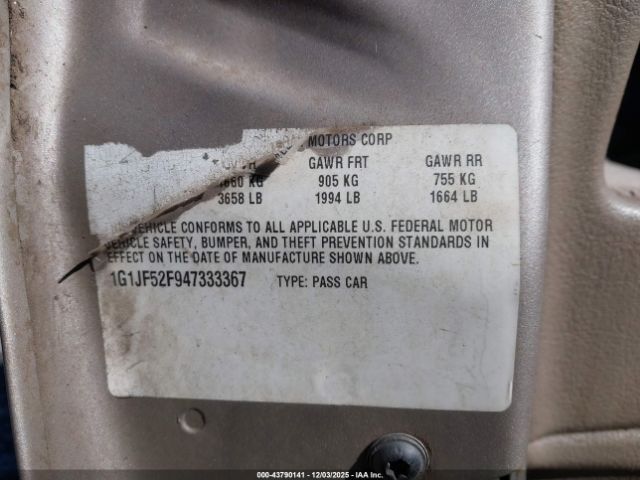 MOTORS CORP
GAWR FRT GAWR RR
KG 905 KG 755 KG
3658 LB 1994 LB 1664 LB
VEHICLE CONFORMS TO ALL APPLICABLE U.S. FEDERAL MOTOR
VEHICLE SAFETY, BUMPER, AND THEFT PREVENTION STANDARDS IN
EFFECT ON THE DATE OF MANUFACTURE SHOWN ABOVE.
1G1JF52F947333367 TYPE: PASS CAR
000-43790141 - 12/03/2025 - IAA Inc.